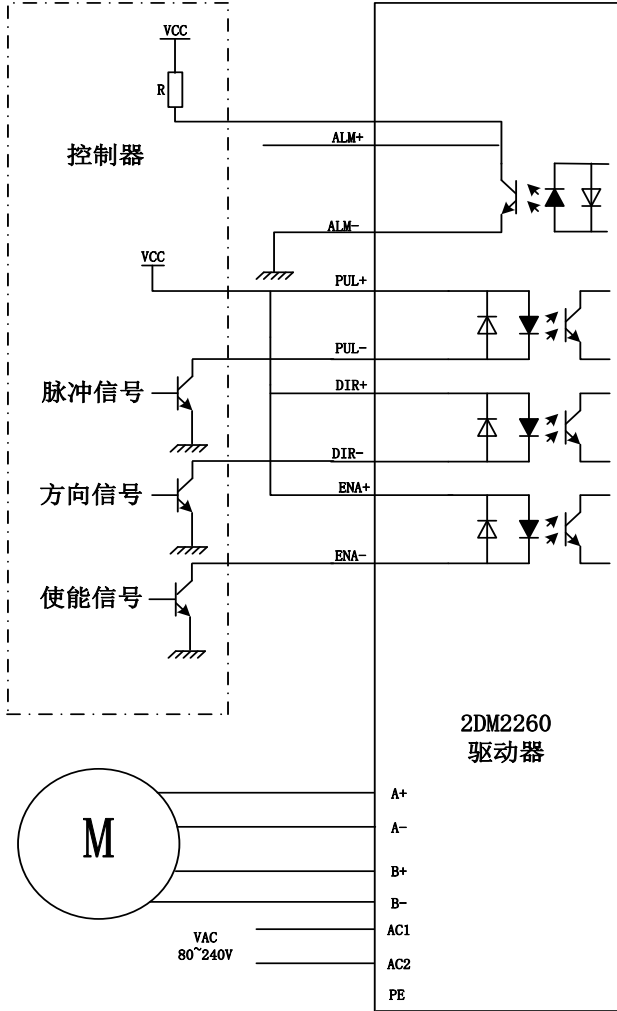 VCC
R
ALM+
控制器
ALM-
VCC
PUL+
PUL-
脉冲信号
DIR+
DIR-
方向信号
ENA+
ENA-
使能信号
2DM2260
驱动器
M
A+
A-
B+
B-
AC1
VAC
80~240V
AC2
PE